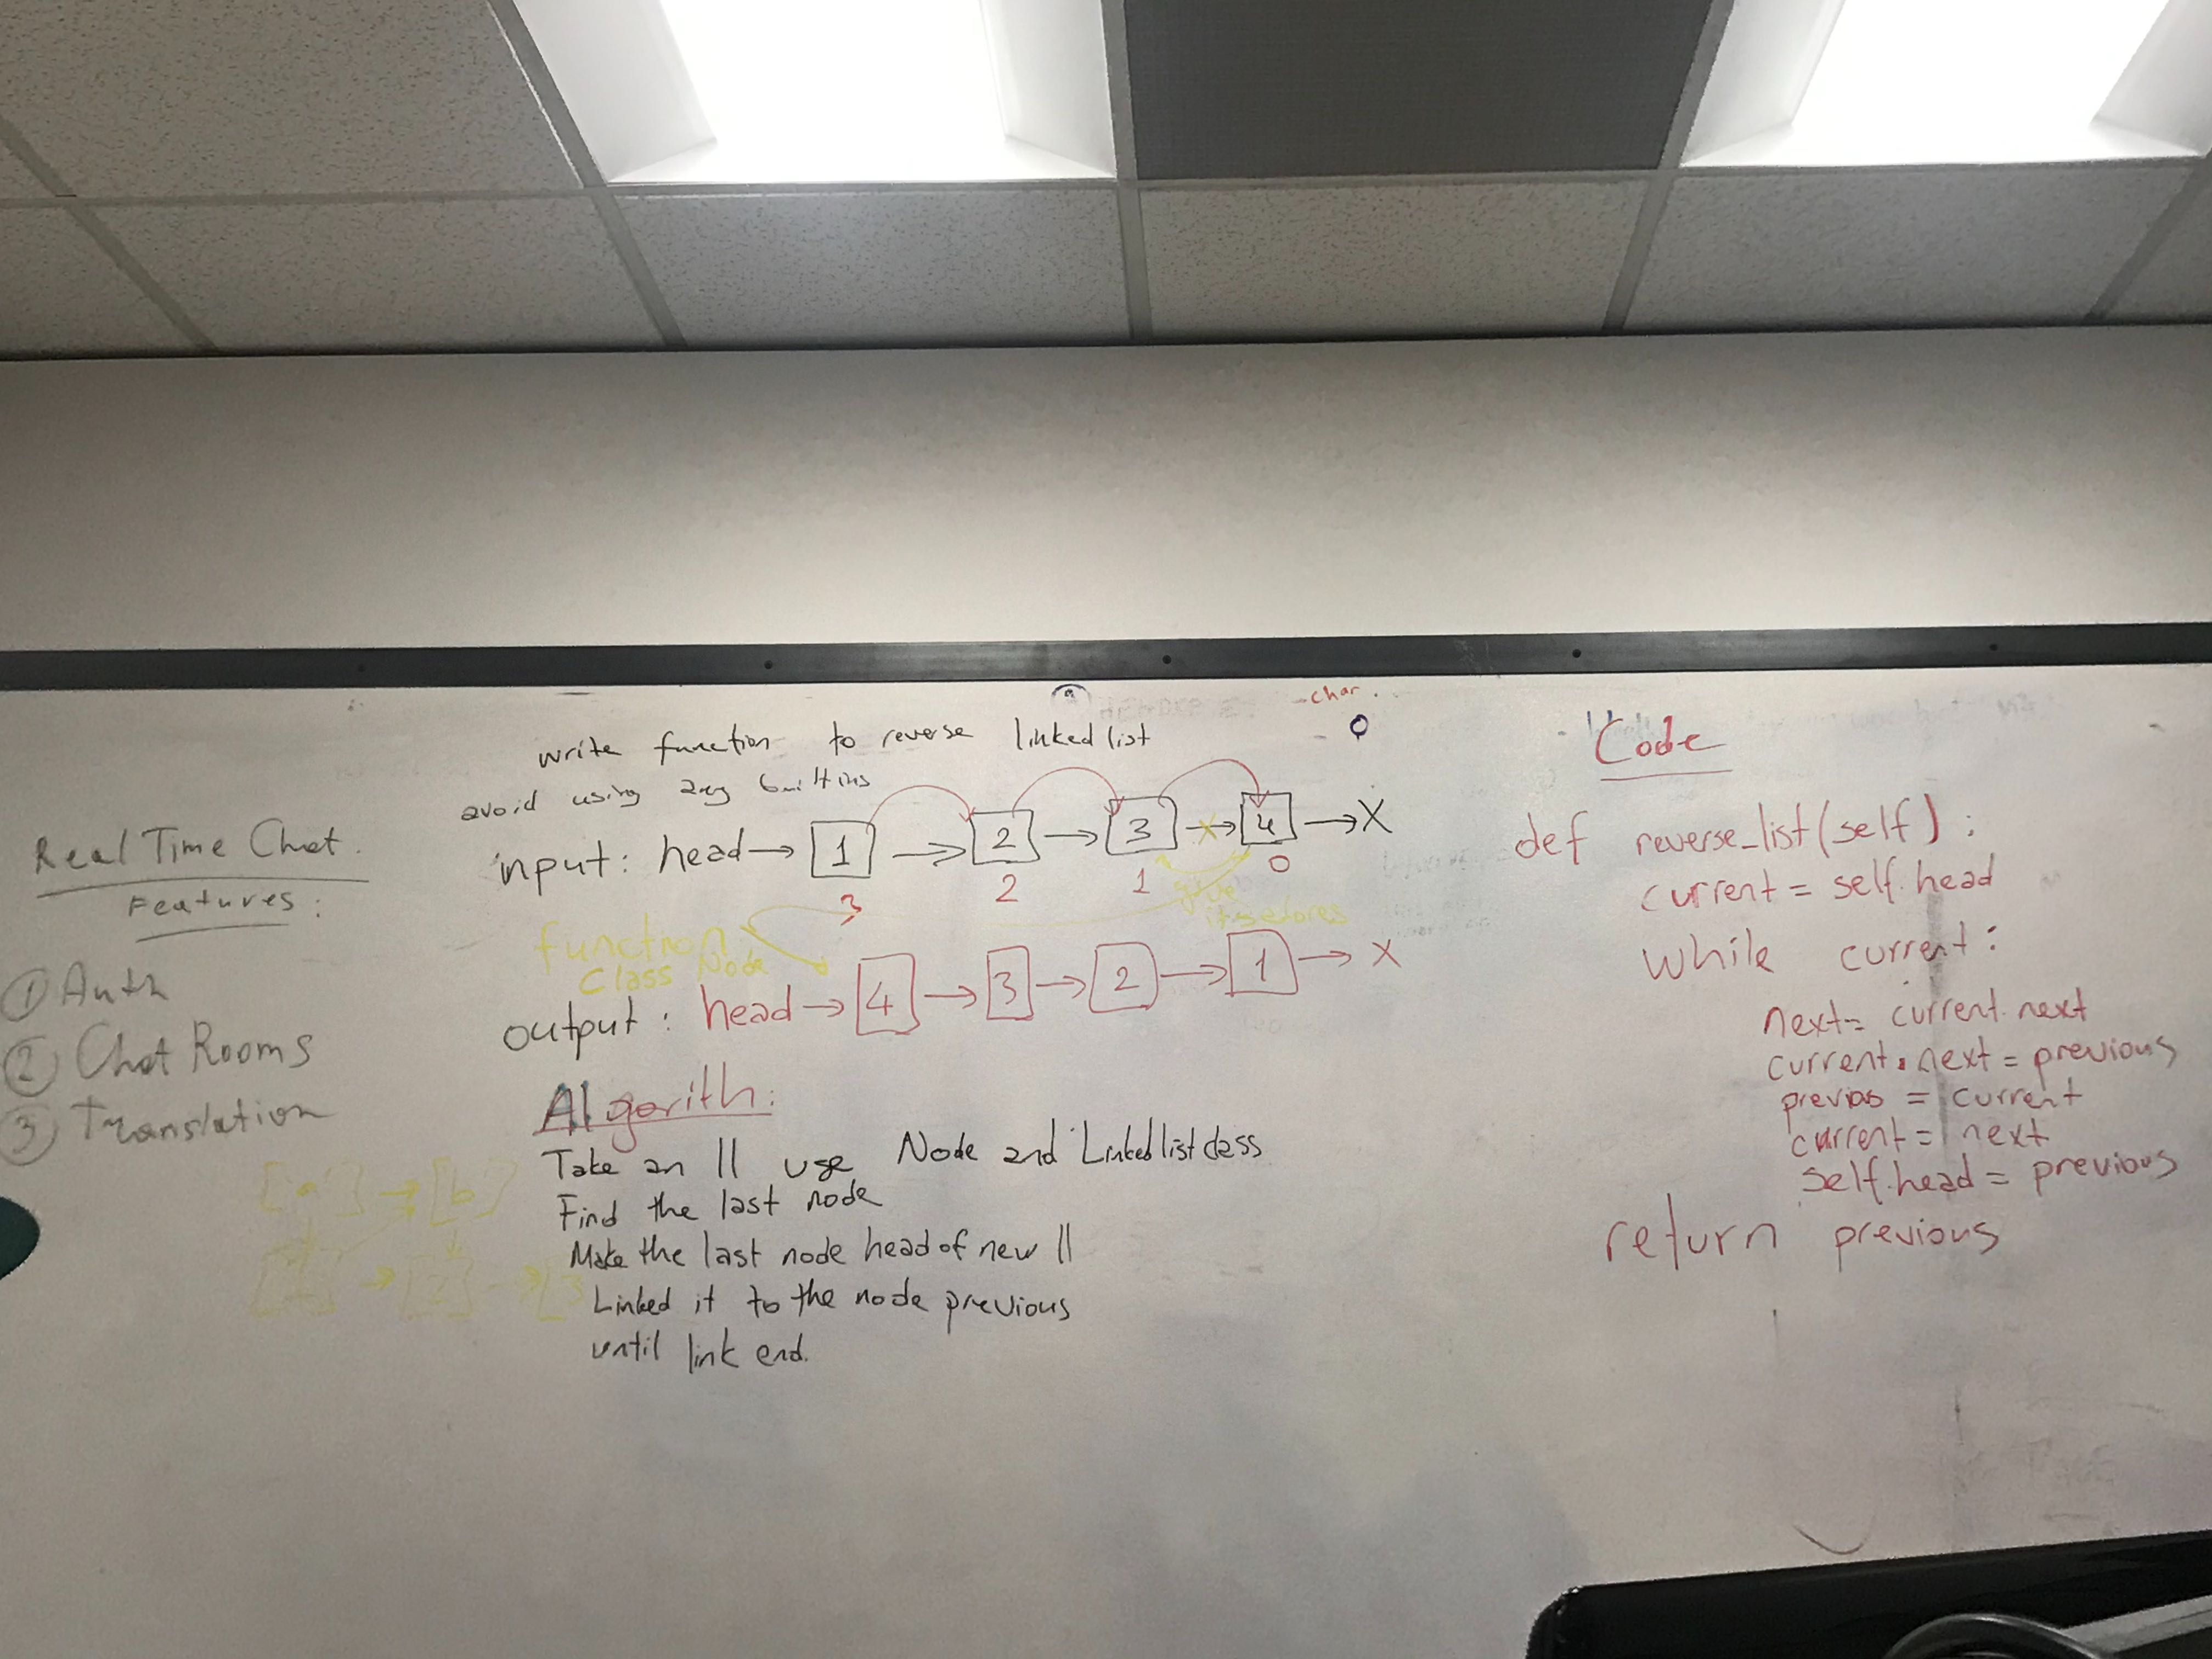 Real Time Chat.
Features:
① Auth
② Chat Rooms
③ Translation
-char.
write function to reverse linked list
avoid using any builtins
input: head → 1 → 2 → 3 → 4 → X
3 2 1 0
give
function
Class Node
output: head → 4 → 3 → 2 → 1 → X
Algorith:
Take an ll use Node and Linkedlist class
Find the last node
Make the last node head of new ll
Linked it to the node previous
until link end.
[a] → [b]
Code
def reverse_list(self):
current = self.head
while current:
next = current.next
current.next = previous
previos = current
current = next
self.head = previous
return previous